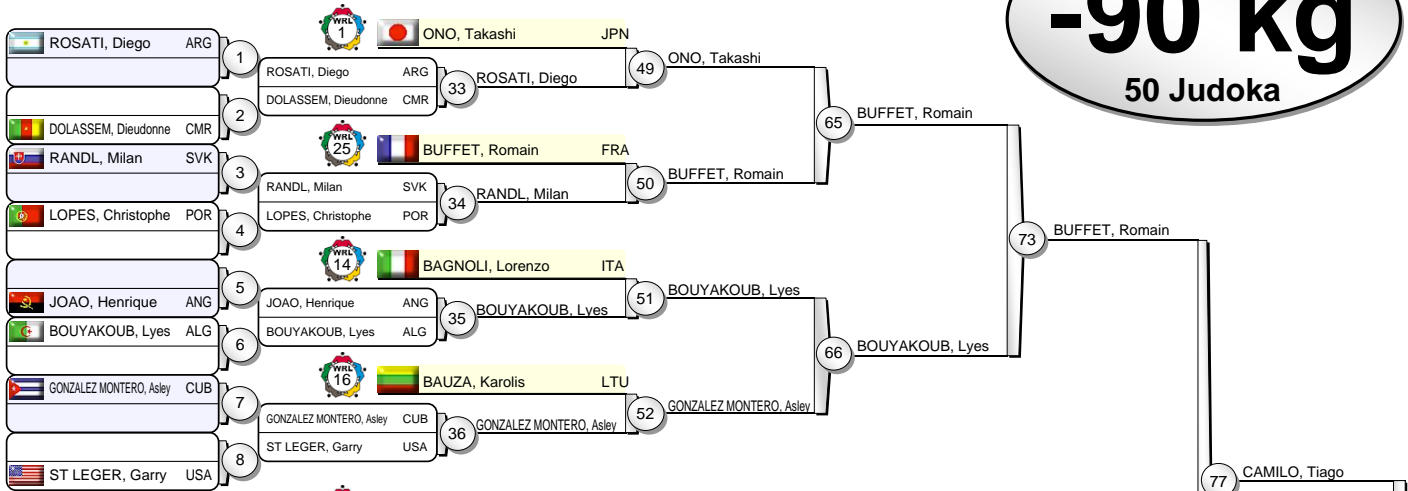 -90 kg
50 Judoka
ROSATI, Diego ARG
1
DOLASSEM, Dieudonne CMR
2
RANDL, Milan SVK
3
LOPES, Christophe POR
4
JOAO, Henrique ANG
5
BOUYAKOUB, Lyes ALG
6
GONZALEZ MONTERO, Asley CUB
7
ST LEGER, Garry USA
8
WRL
1
ONO, Takashi JPN
ROSATI, Diego ARG
DOLASSEM, Dieudonne CMR
33
ROSATI, Diego
WRL
25
BUFFET, Romain FRA
RANDL, Milan SVK
LOPES, Christophe POR
34
RANDL, Milan
WRL
14
BAGNOLI, Lorenzo ITA
JOAO, Henrique ANG
BOUYAKOUB, Lyes ALG
35
BOUYAKOUB, Lyes
WRL
16
BAUZA, Karolis LTU
GONZALEZ MONTERO, Asley CUB
ST LEGER, Garry USA
36
GONZALEZ MONTERO, Asley
49
ONO, Takashi
50
BUFFET, Romain
51
BOUYAKOUB, Lyes
52
GONZALEZ MONTERO, Asley
65
BUFFET, Romain
66
BOUYAKOUB, Lyes
73
BUFFET, Romain
77
CAMILO, Tiago